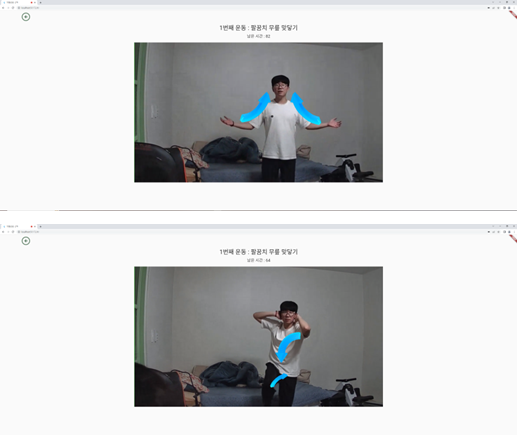 1번째 운동 : 팔꿈치 무릎 맞닿기
남은 시간 : 82
1번째 운동 : 팔꿈치 무릎 맞닿기
남은 시간 : 64